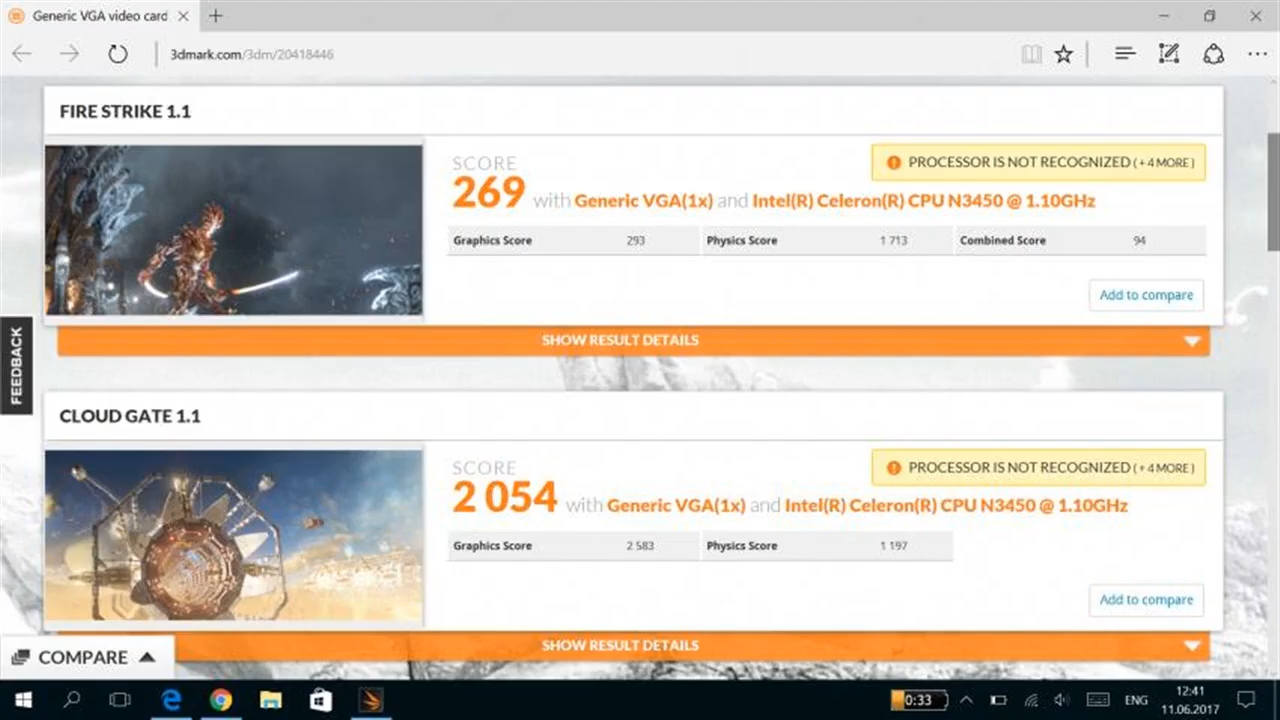 Generic VGA video card
3dmark.com/3dm/20418446
FIRE STRIKE 1.1
SCORE
PROCESSOR IS NOT RECOGNIZED ( + 4 MORE )
269 with Generic VGA(1x) and Intel(R) Celeron(R) CPU N3450 @ 1.10GHz
Graphics Score 293 Physics Score 1 713 Combined Score 94
Add to compare
SHOW RESULT DETAILS
FEEDBACK
CLOUD GATE 1.1
SCORE
PROCESSOR IS NOT RECOGNIZED ( + 4 MORE )
2 054 with Generic VGA(1x) and Intel(R) Celeron(R) CPU N3450 @ 1.10GHz
Graphics Score 2 583 Physics Score 1 197
Add to compare
SHOW RESULT DETAILS
COMPARE
0:33 ENG 12:41
11.06.2017